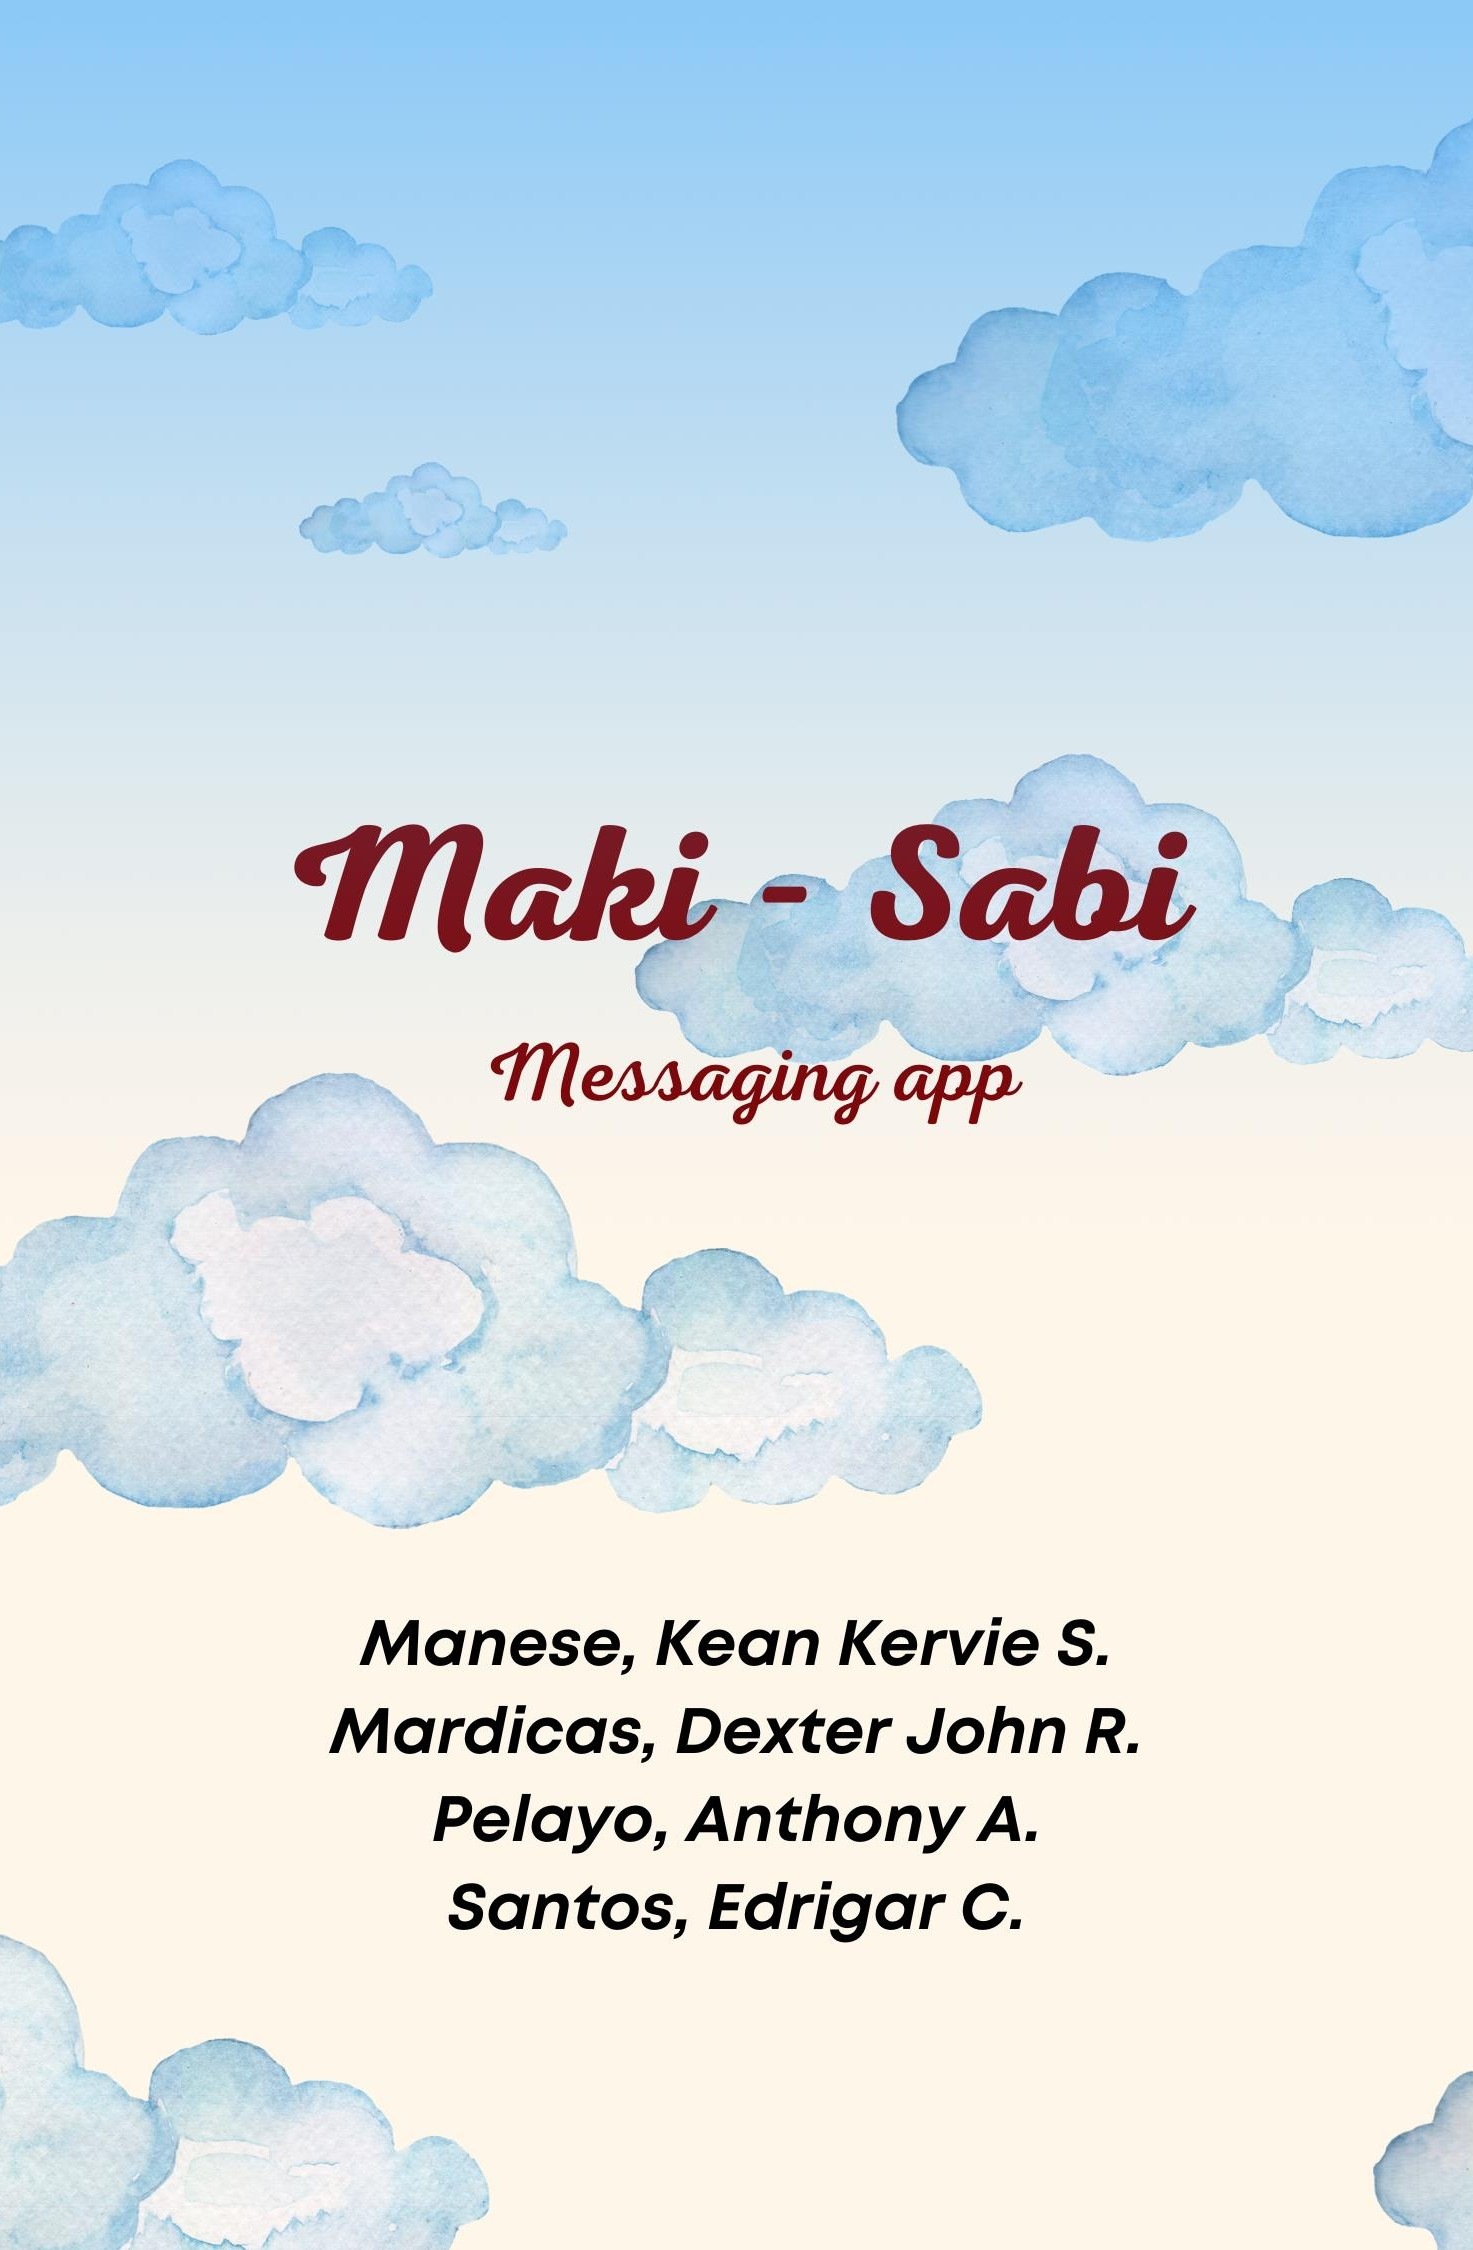 Maki - Sabi
Messaging app
Manese, Kean Kervie S.
Mardicas, Dexter John R.
Pelayo, Anthony A.
Santos, Edrigar C.